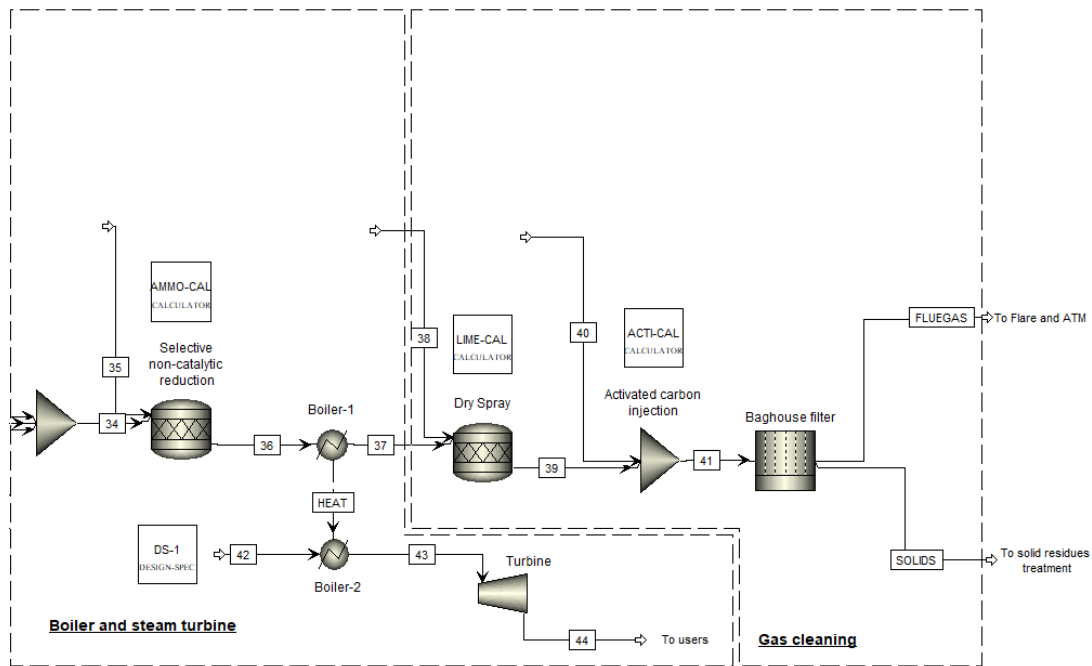 AMMO-CAL
CALCULATOR
Selective
non-catalytic
reduction
35
34
36
Boiler-1
37
HEAT
DS-1
DESIGN-SPEC
42
Boiler-2
43
Turbine
44
To users
Boiler and steam turbine
38
LIME-CAL
CALCULATOR
Dry Spray
39
40
ACTI-CAL
CALCULATOR
Activated carbon
injection
41
Baghouse filter
FLUEGAS
To Flare and ATM
SOLIDS
To solid residues
treatment
Gas cleaning